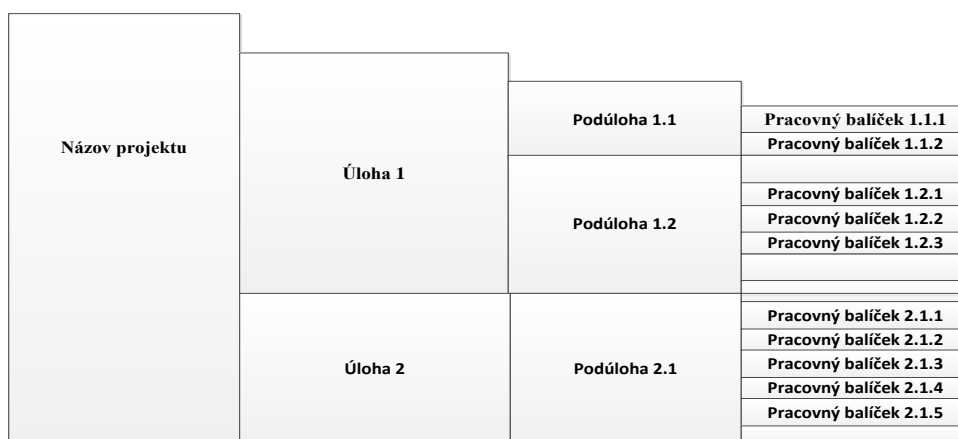 Názov projektu
Úloha 1
Podúloha 1.1
Pracovný balíček 1.1.1
Pracovný balíček 1.1.2
Podúloha 1.2
Pracovný balíček 1.2.1
Pracovný balíček 1.2.2
Pracovný balíček 1.2.3
Úloha 2
Podúloha 2.1
Pracovný balíček 2.1.1
Pracovný balíček 2.1.2
Pracovný balíček 2.1.3
Pracovný balíček 2.1.4
Pracovný balíček 2.1.5